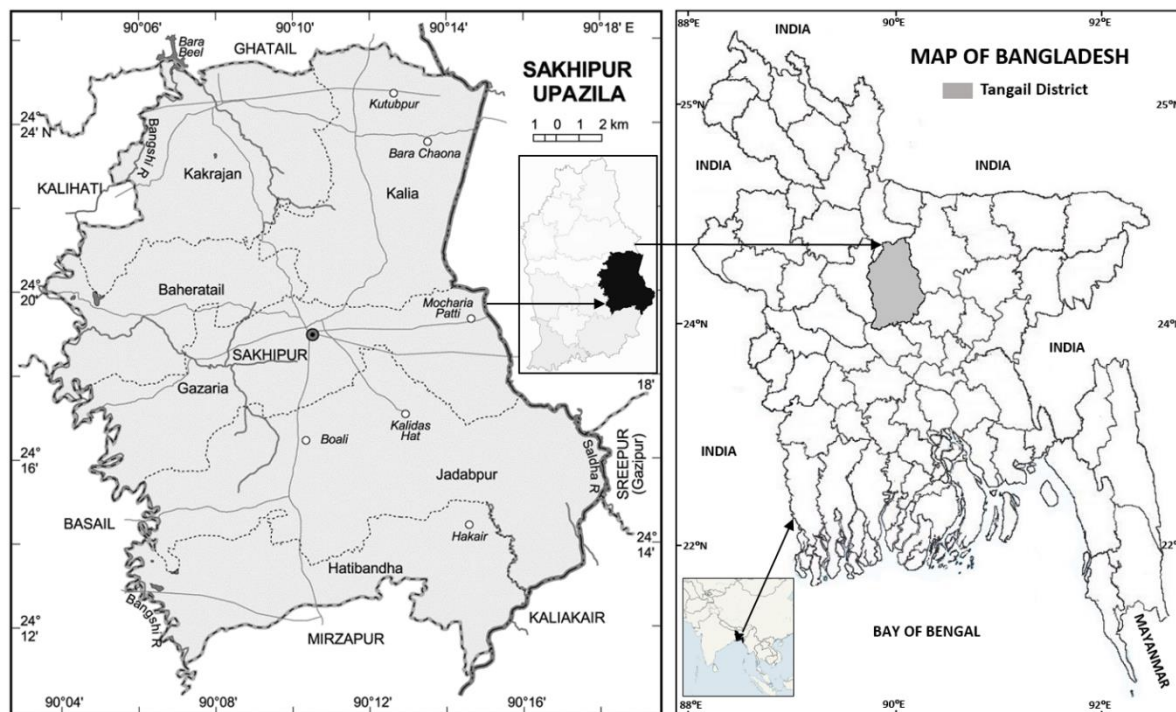 90°06'
90°10'
90°14'
90°18' E
Bara
Beel
GHATAIL
SAKHIPUR
UPAZILA
1 0 1 2 km
24°
24' N
Kutubpur
Bangshi R
Bara Chaona
Kakrajan
KALIHATI
Kalia
24°
20'
Baheratail
Mocharia
Patti
SAKHIPUR
18'
Gazaria
Kalidas
Hat
Boali
24°
16'
Jadabpur
Saldha R
SREEPUR
(Gazipur)
BASAIL
Hakair
24°
14'
Hatibandha
Bangshi R
KALIAKAIR
24°
12'
MIRZAPUR
90°04'
90°08'
90°12'
90°16'
88°E
90°E
92°E
INDIA
MAP OF BANGLADESH
Tangail District
25°N
25°N
INDIA
INDIA
INDIA
24°N
24°N
INDIA
INDIA
22°N
22°N
BAY OF BENGAL
MAYANMAR
88°E
90°E
92°E